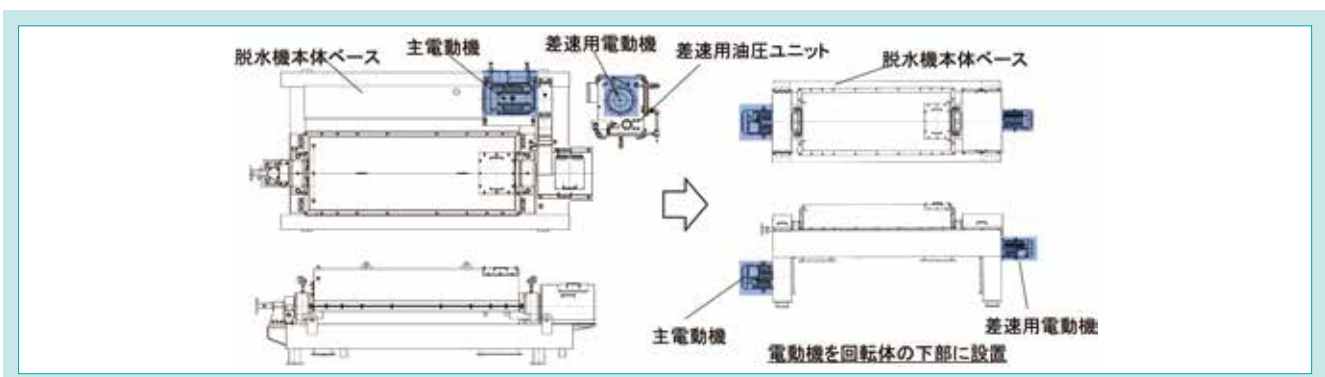 脱水機本体ベース
主電動機
差速用電動機
差速用油圧ユニット
脱水機本体ベース
主電動機
差速用電動機
電動機を回転体の下部に設置